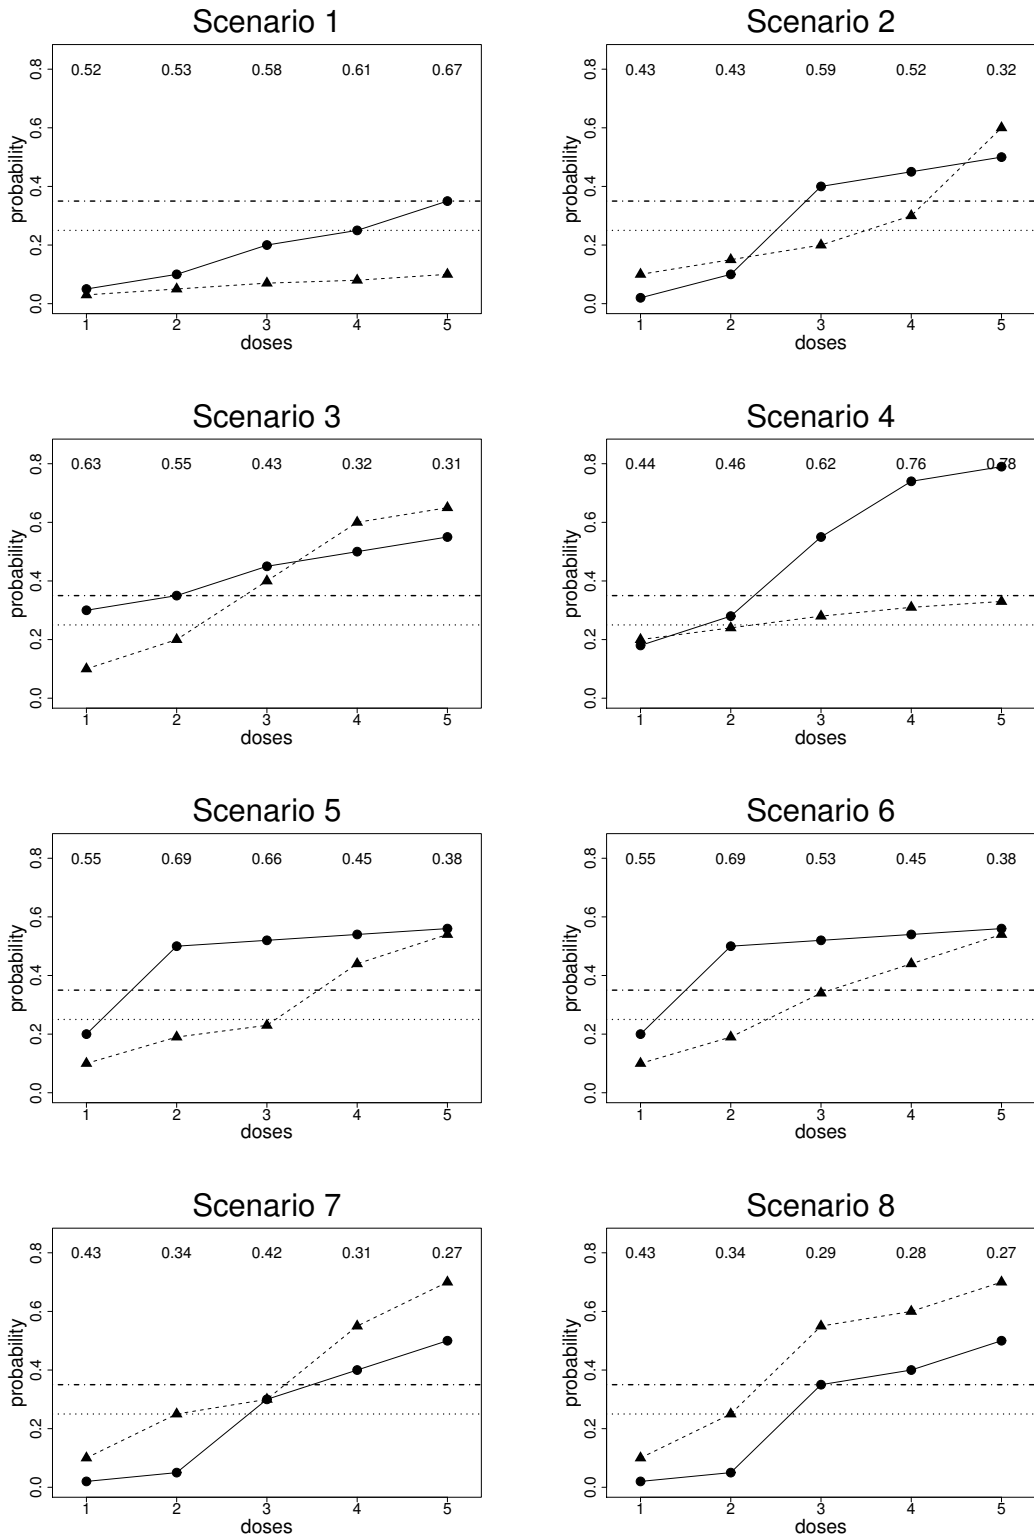 Scenario 1
0.52 0.53 0.58 0.61 0.67
probability
0.0 0.2 0.4 0.6 0.8
1 2 3 4 5
doses
Scenario 2
0.43 0.43 0.59 0.52 0.32
probability
0.0 0.2 0.4 0.6 0.8
1 2 3 4 5
doses
Scenario 3
0.63 0.55 0.43 0.32 0.31
probability
0.0 0.2 0.4 0.6 0.8
1 2 3 4 5
doses
Scenario 4
0.44 0.46 0.62 0.76 0.78
probability
0.0 0.2 0.4 0.6 0.8
1 2 3 4 5
doses
Scenario 5
0.55 0.69 0.66 0.45 0.38
probability
0.0 0.2 0.4 0.6 0.8
1 2 3 4 5
doses
Scenario 6
0.55 0.69 0.53 0.45 0.38
probability
0.0 0.2 0.4 0.6 0.8
1 2 3 4 5
doses
Scenario 7
0.43 0.34 0.42 0.31 0.27
probability
0.0 0.2 0.4 0.6 0.8
1 2 3 4 5
doses
Scenario 8
0.43 0.34 0.29 0.28 0.27
probability
0.0 0.2 0.4 0.6 0.8
1 2 3 4 5
doses